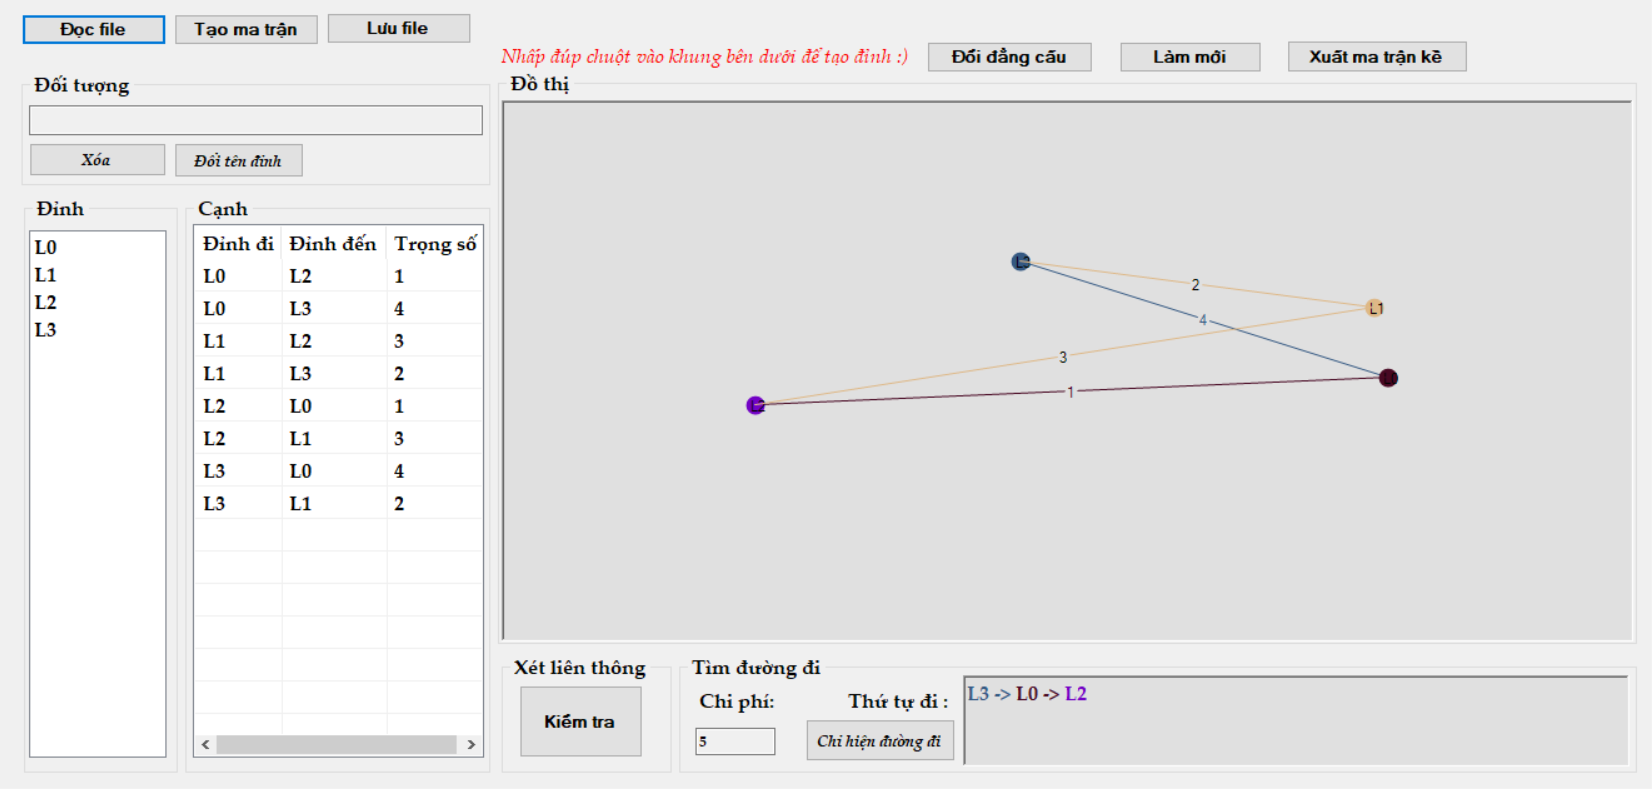 Đọc file Tạo ma trận Lưu file
Nhấp đúp chuột vào khung bên dưới để tạo đỉnh :) Đổi đẳng cấu Làm mới Xuất ma trận kề
Đối tượng
Xóa Đổi tên đỉnh
Đỉnh
L0
L1
L2
L3
Cạnh
Đỉnh đi Đỉnh đến Trọng số
L0 L2 1
L0 L3 4
L1 L2 3
L1 L3 2
L2 L0 1
L2 L1 3
L3 L0 4
L3 L1 2
Đồ thị
L3
2
L1
4
3
L0
L2
1
Xét liên thông
Kiểm tra
Tìm đường đi
Chi phí: Thứ tự đi :
5 Chỉ hiện đường đi
L3 -> L0 -> L2